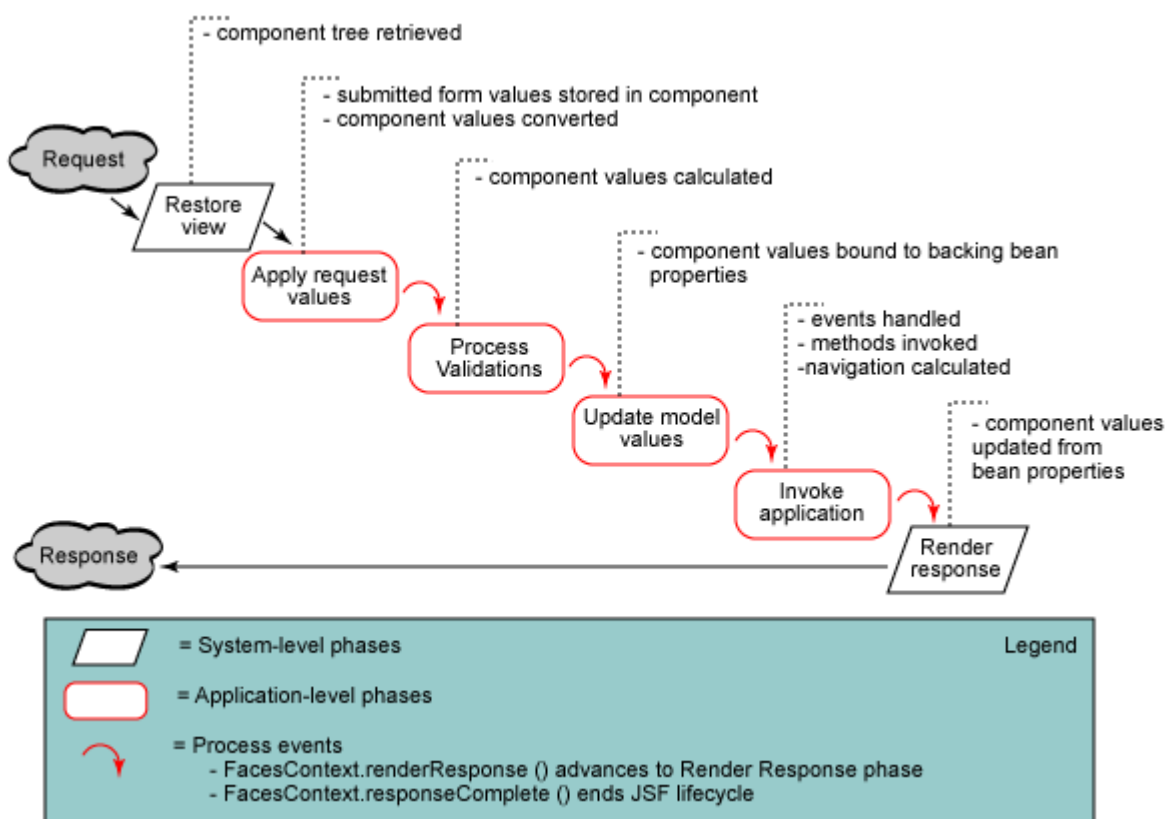 - component tree retrieved
- submitted form values stored in component
- component values converted
Request
- component values calculated
Restore
view
- component values bound to backing bean
properties
Apply request
values
- events handled
- methods invoked
-navigation calculated
Process
Validations
- component values
updated from
bean properties
Update model
values
Invoke
application
Response
Render
response
= System-level phases
Legend
= Application-level phases
= Process events
- FacesContext.renderResponse () advances to Render Response phase
- FacesContext.responseComplete () ends JSF lifecycle